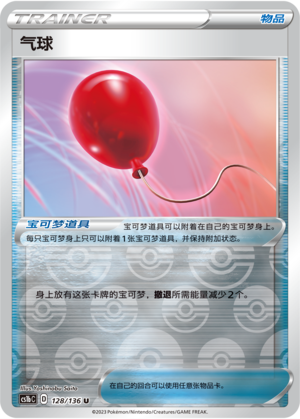 TRAINER
物品
气球
宝可梦道具
宝可梦道具可以附着在自己的宝可梦身上。
每只宝可梦身上只可以附着1张宝可梦道具，并保持附加状态。
身上放有这张卡牌的宝可梦，撤退所需能量减少2个。
Illus. Yoshinobu Saito
CS1bC D 128/136 U
在自己的回合可以使用任意张物品卡。
©2023 Pokémon/Nintendo/Creatures/GAME FREAK.